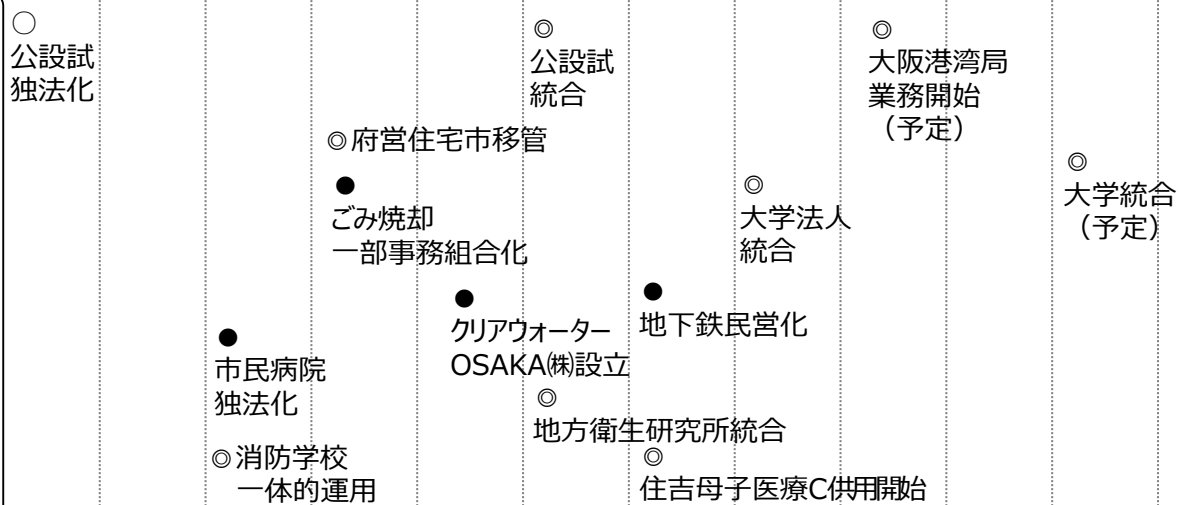 ○
公設試
独法化
◎
公設試
統合
◎
大阪港湾局
業務開始
（予定）
◎府営住宅市移管
◎
大学統合
（予定）
●
ごみ焼却
一部事務組合化
◎
大学法人
統合
●
クリアウォーター
OSAKA㈱設立
●
地下鉄民営化
●
市民病院
独法化
◎
地方衛生研究所統合
◎消防学校
一体的運用
◎
住吉母子医療C供用開始